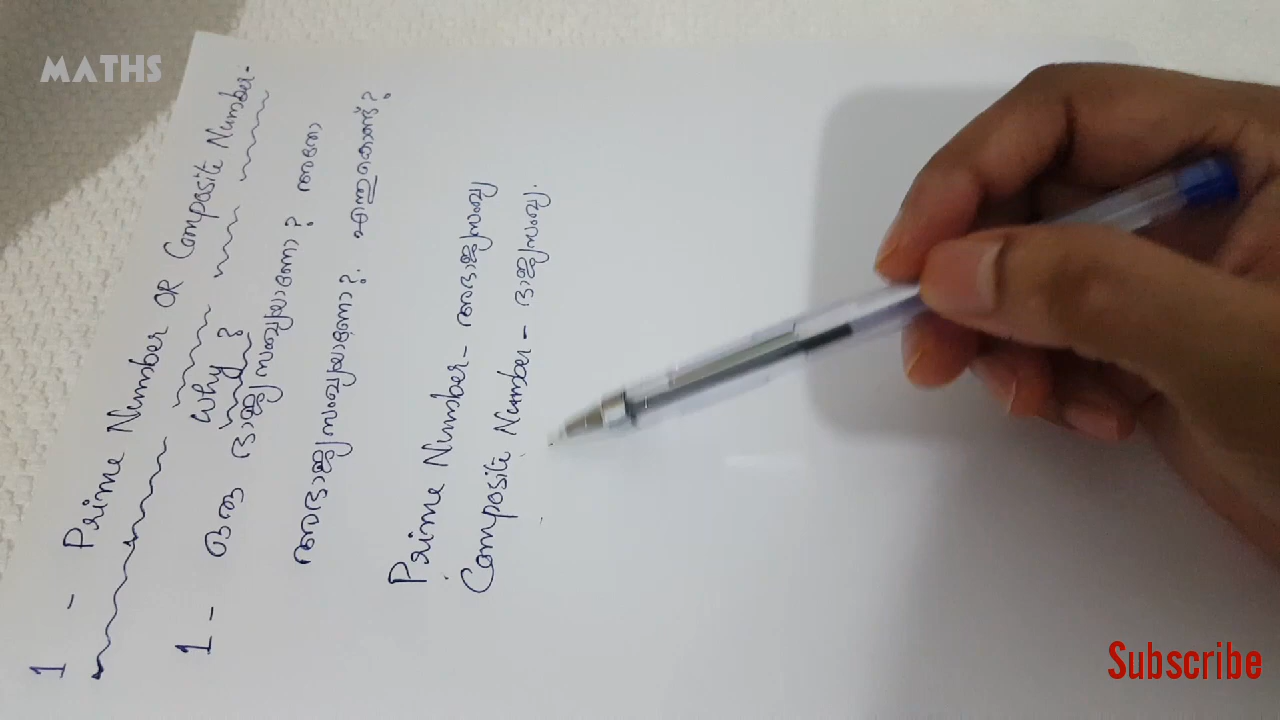 MATHS
1 - Prime Number OR Composite Number.
Why?
1 - ഒരു ഭാജ്യസംഖ്യയാണോ? അതോ
അഭാജ്യസംഖ്യയാണോ? എന്തുകൊണ്ട്?
Prime Number - അഭാജ്യസംഖ്യ
Composite Number - ഭാജ്യസംഖ്യ.
Subscribe